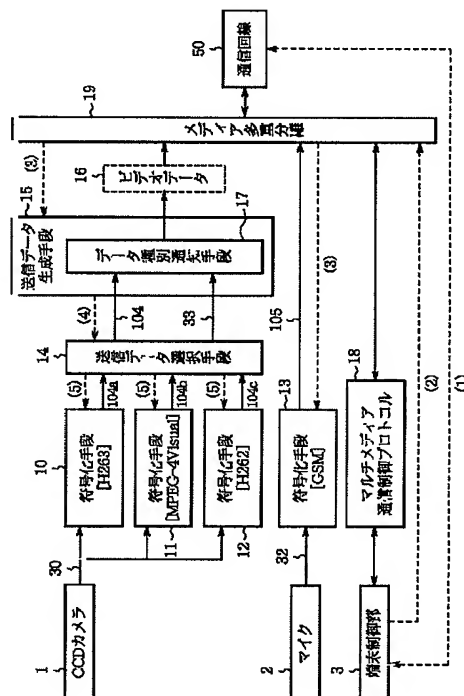 1
CCDカメラ
30
10
符号化手段
[H263]
(5)
104a
符号化手段
[MPEG-4Visual]
11
(5)
104b
符号化手段
[H262]
12
(5)
104c
14
送信データ選択手段
(4)
104
33
15
送信データ
生成手段
データ種別通知手段
17
16
ビデオデータ
(3)
19
メディア多重分離
50
通信回線
2
マイク
32
13
符号化手段
[GSM]
105
(3)
3
端末制御部
18
マルチメディア
通信制御プロトコル
(2)
(1)